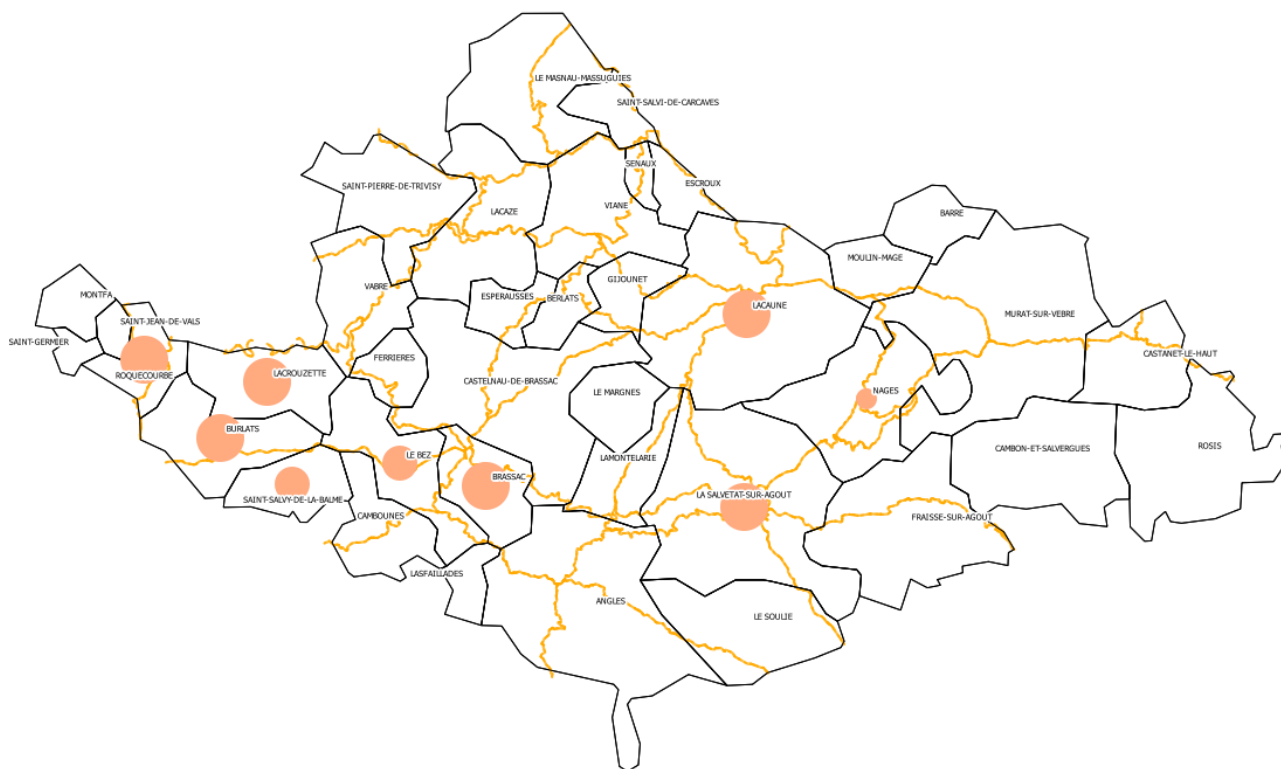 LE MASNAU-MASSUGUIES
SAINT-SALVI-DE-CARCAVES
SENAUX
SAINT-PIERRE-DE-TRIVISY
ESCROUX
VIANE
LACAZE
BARRE
MOULIN-MAGE
GIJOUNET
VABRE
MONTFA
ESPERAUSSES
BERLATS
LACAUNE
MURAT-SUR-VEBRE
SAINT-JEAN-DE-VALS
SAINT-GERMIER
CASTANET-LE-HAUT
FERRIERES
ROQUECOURBE
LACROUZETTE
CASTELNAU-DE-BRASSAC
LE MARGNES
NAGES
BURLATS
ROSIS
CAMBON-ET-SALVERGUES
LE BEZ
LAMONTELARIE
BRASSAC
LA SALVETAT-SUR-AGOUT
SAINT-SALVY-DE-LA-BALME
CAMBOUNES
FRAISSE-SUR-AGOUT
LASFAILLADES
ANGLES
LE SOULIE